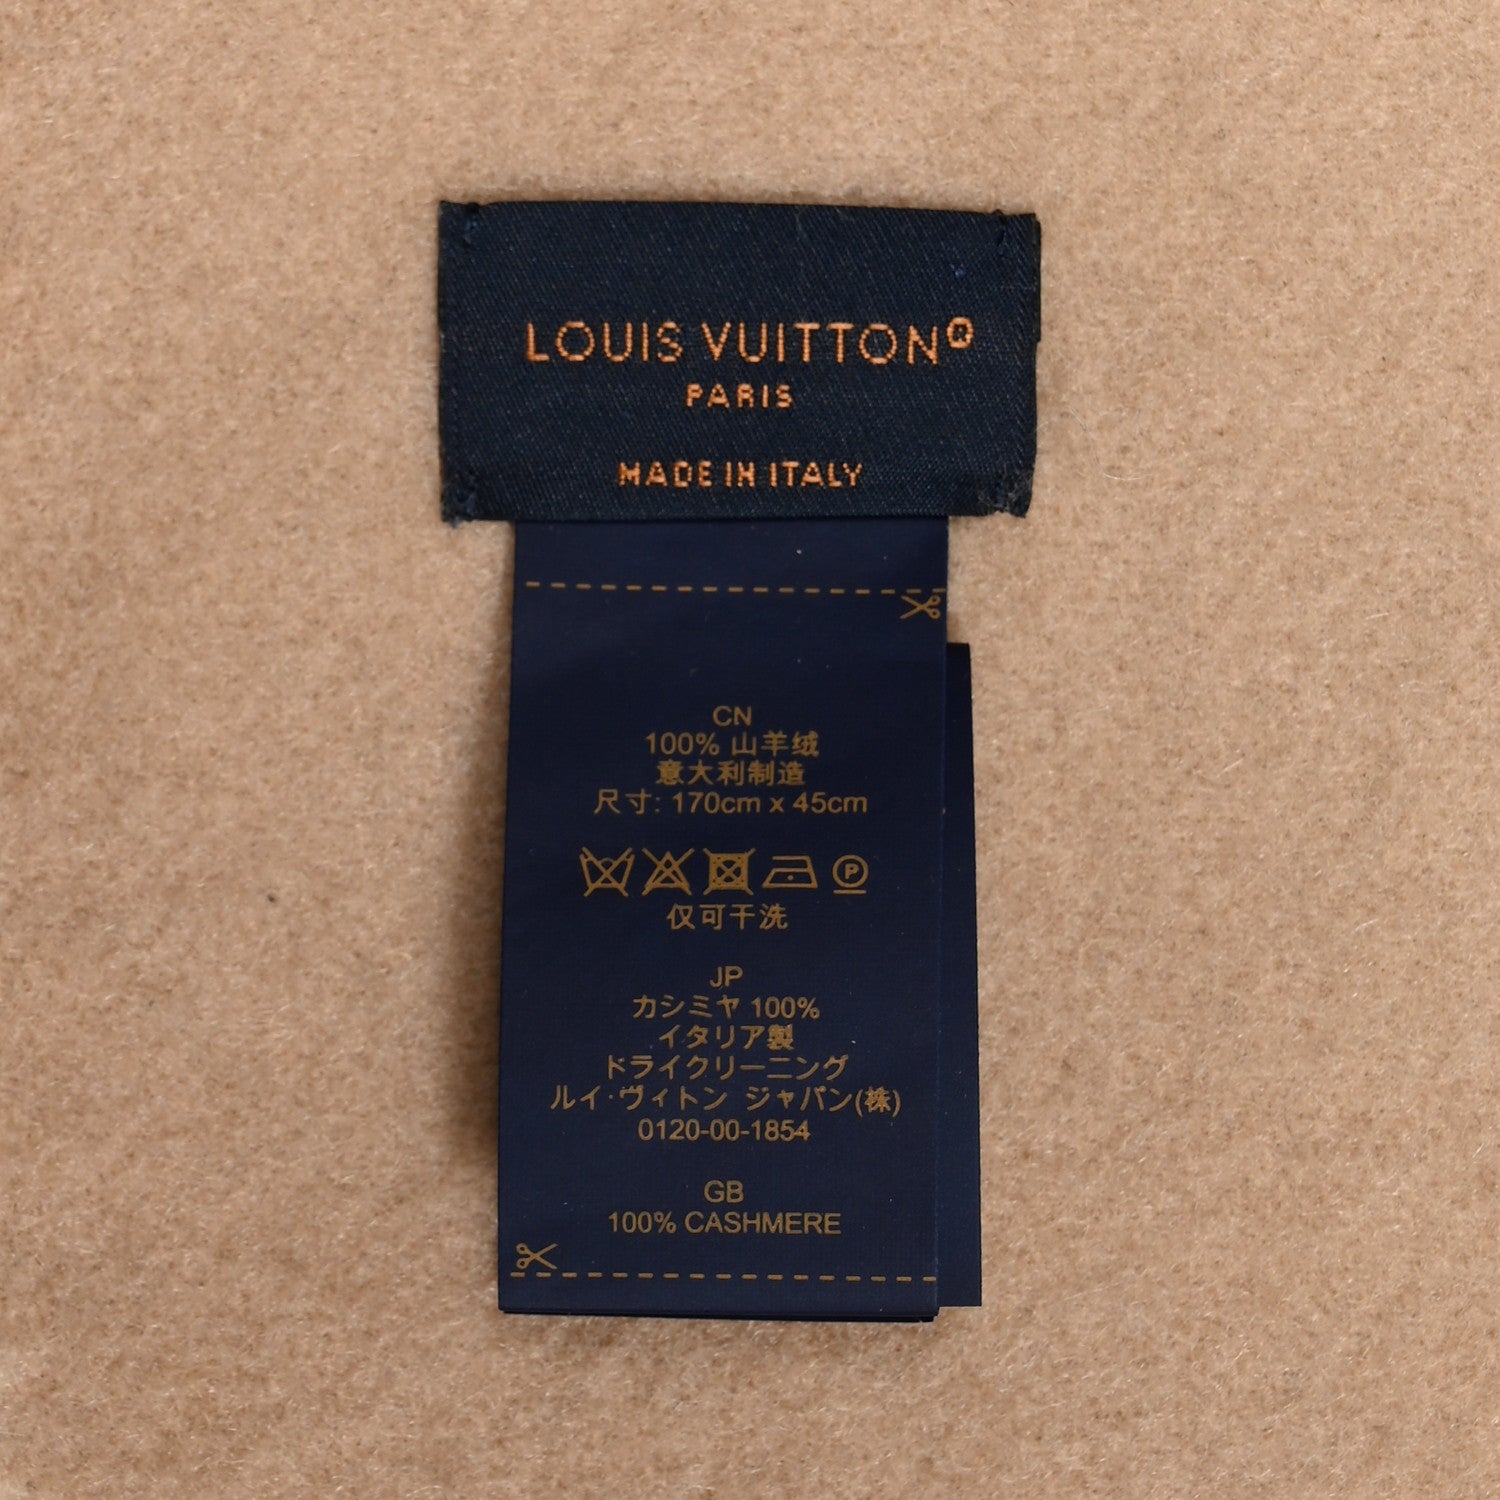 LOUIS VUITTON®
PARIS
MADE IN ITALY
CN
100% 山羊绒
意大利制造
尺寸: 170cm x 45cm
P
仅可干洗
JP
カシミヤ 100%
イタリア製
ドライクリーニング
ルイ·ヴィトン ジャパン(株)
0120-00-1854
GB
100% CASHMERE